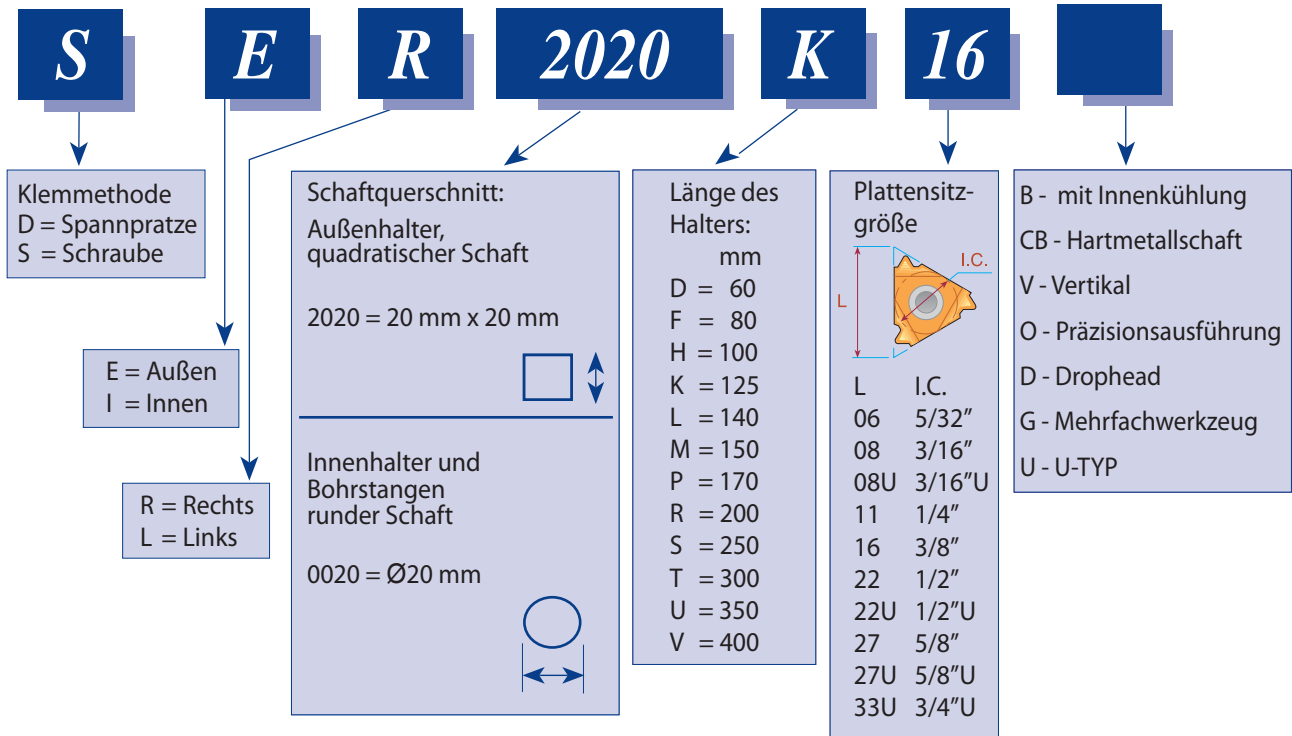 S E R 2020 K 16
Klemmethode
D = Spannpratze
S = Schraube
E = Außen
I = Innen
R = Rechts
L = Links
Schaftquerschnitt:
Außenhalter,
quadratischer Schaft
2020 = 20 mm x 20 mm
Innenhalter und
Bohrstangen
runder Schaft
0020 = Ø20 mm
Länge des
Halters:
mm
D = 60
F = 80
H = 100
K = 125
L = 140
M = 150
P = 170
R = 200
S = 250
T = 300
U = 350
V = 400
Plattensitz-
größe
I.C.
L
L I.C.
06 5/32”
08 3/16”
08U 3/16”U
11 1/4”
16 3/8”
22 1/2”
22U 1/2”U
27 5/8”
27U 5/8”U
33U 3/4”U
B - mit Innenkühlung
CB - Hartmetallschaft
V - Vertikal
O - Präzisionsausführung
D - Drophead
G - Mehrfachwerkzeug
U - U-TYP